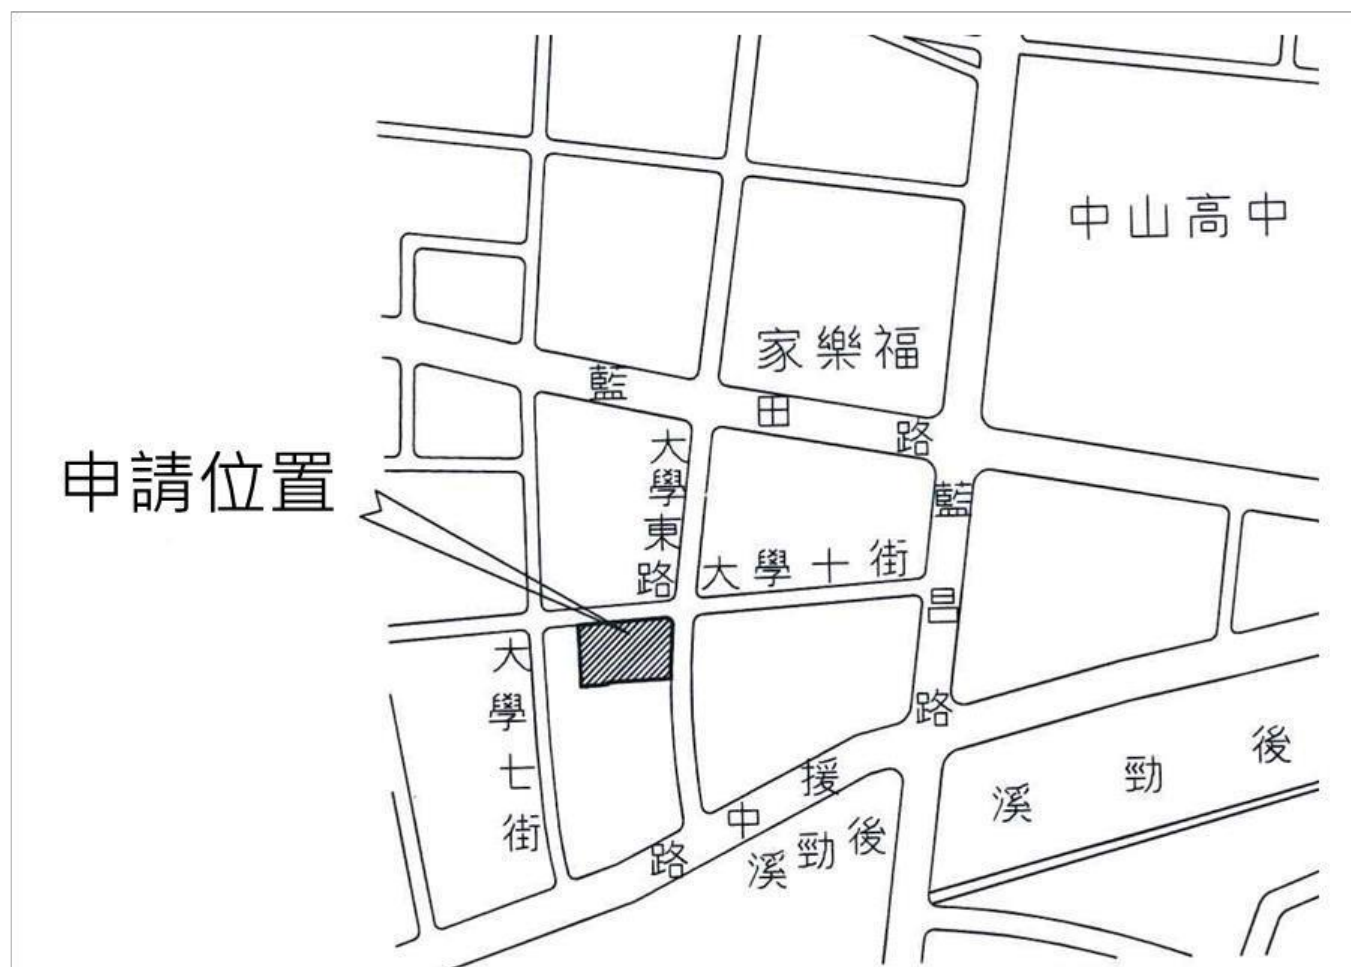 中山高中
家樂福
藍田路
申請位置
大學東路
藍昌路
大學十街
大學七街
援中路
後勁溪
後勁溪